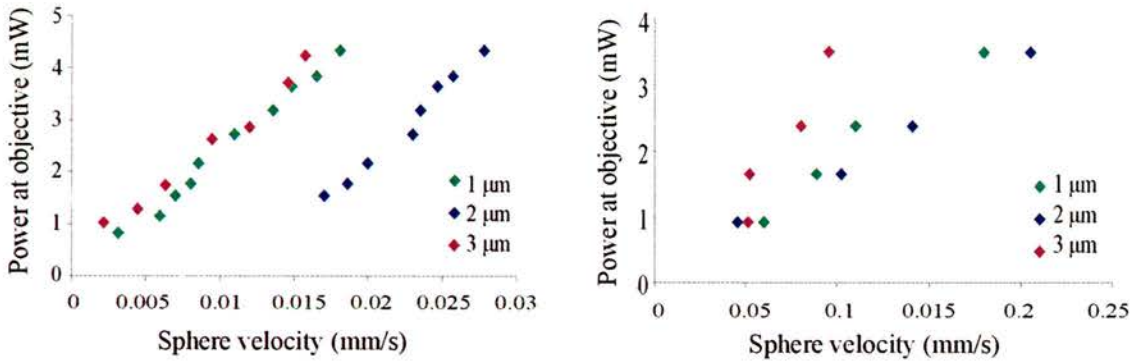 Power at objective (mW)
5
4
3
2
1
0
0
0.005
0.01
0.015
0.02
0.025
0.03
Sphere velocity (mm/s)
1 μm
2 μm
3 μm
Power at objective (mW)
4
3
2
1
0
0
0.05
0.1
0.15
0.2
0.25
Sphere velocity (mm/s)
1 μm
2 μm
3 μm